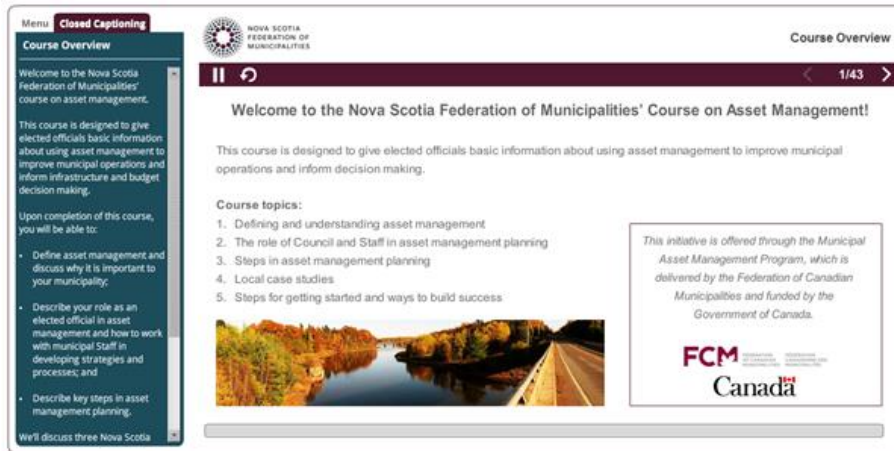 Menu
Closed Captioning
Course Overview
Welcome to the Nova Scotia
Federation of Municipalities'
course on asset management.
This course is designed to give
elected officials basic information
about using asset management to
improve municipal operations and
inform infrastructure and budget
decision making.
Upon completion of this course,
you will be able to:
• Define asset management and
discuss why it is important to
your municipality;
• Describe your role as an
elected official in asset
management and how to work
with municipal Staff in
developing strategies and
processes; and
• Describe key steps in asset
management planning.
We'll discuss three Nova Scotia
NOVA SCOTIA
FEDERATION OF
MUNICIPALITIES
Course Overview
1/43
Welcome to the Nova Scotia Federation of Municipalities' Course on Asset Management!
This course is designed to give elected officials basic information about using asset management to improve municipal
operations and inform decision making.
Course topics:
1. Defining and understanding asset management
2. The role of Council and Staff in asset management planning
3. Steps in asset management planning
4. Local case studies
5. Steps for getting started and ways to build success
This initiative is offered through the Municipal
Asset Management Program, which is
delivered by the Federation of Canadian
Municipalities and funded by the
Government of Canada.
FCM
Canada